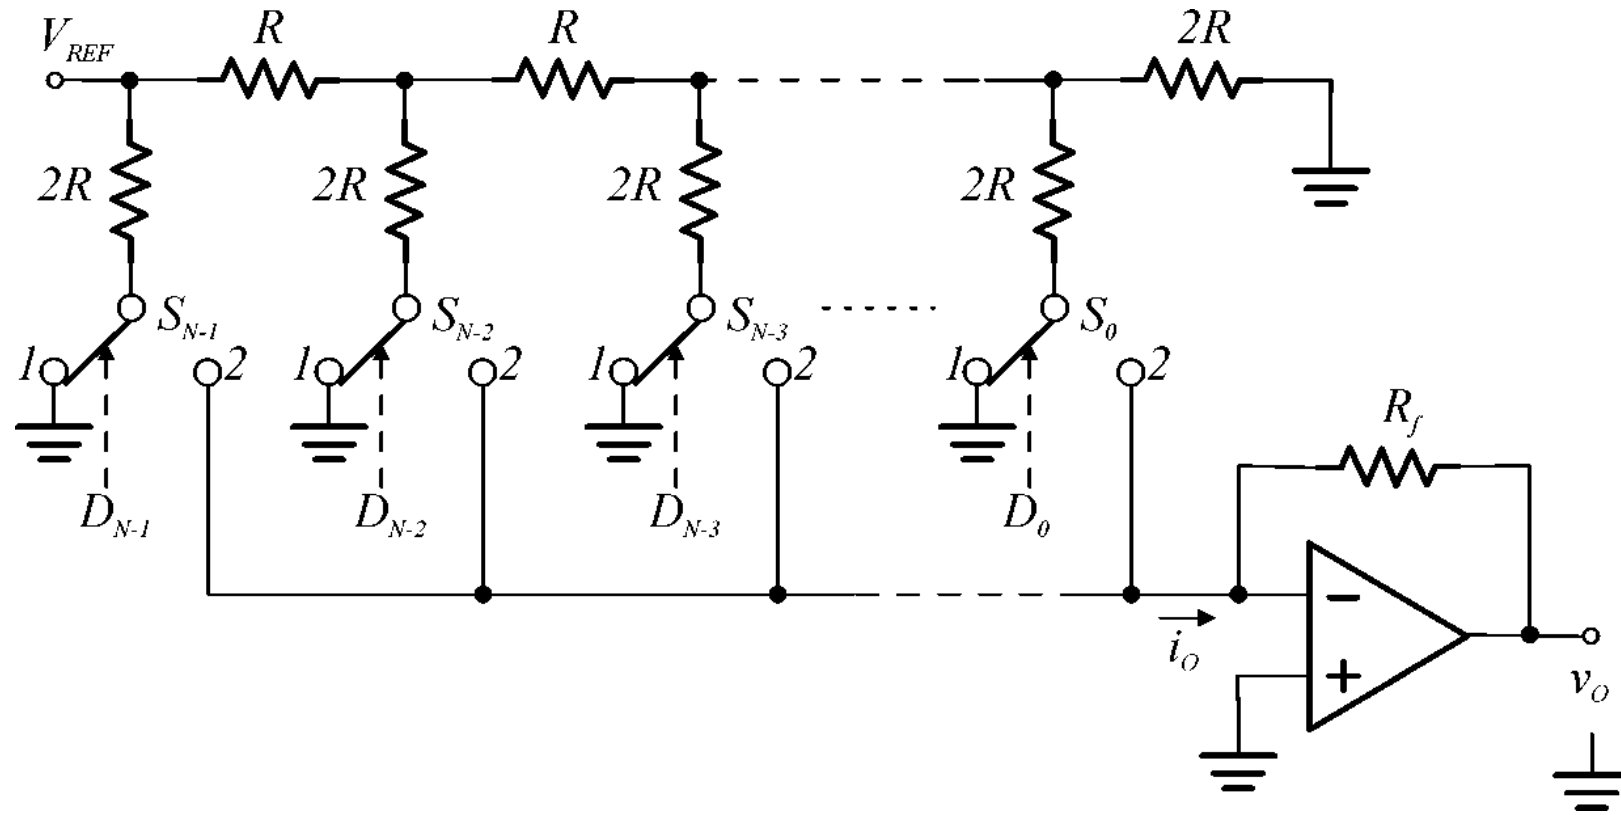 V_REF R R 2R
2R 2R 2R 2R
S_N-1 S_N-2 S_N-3 S_0
1 2 1 2 1 2 1 2
D_N-1 D_N-2 D_N-3 D_0
R_f
−
i_O
+
v_O